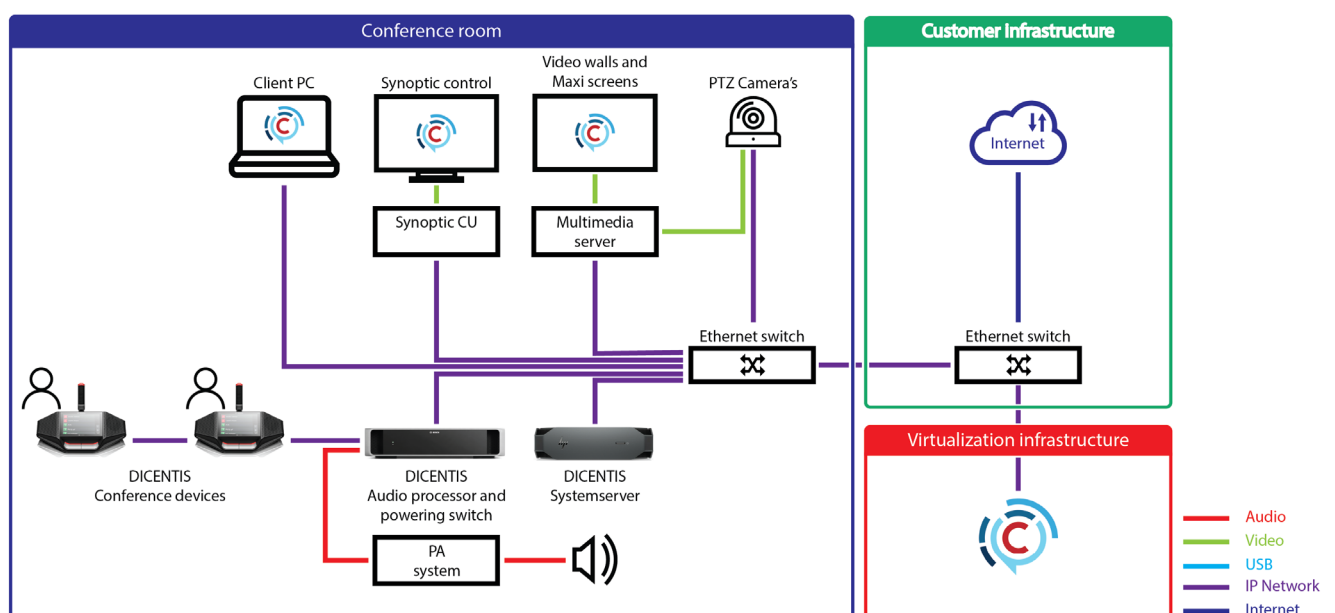 Conference room
Customer Infrastructure
Client PC
Synoptic control
Video walls and
Maxi screens
PTZ Camera's
C
C
C
Internet
Synoptic CU
Multimedia
server
Ethernet switch
Ethernet switch
DICENTIS
Conference devices
DICENTIS
Audio processor and
powering switch
DICENTIS
Systemserver
PA
system
Virtualization infrastructure
C
Audio
Video
USB
IP Network
Internet